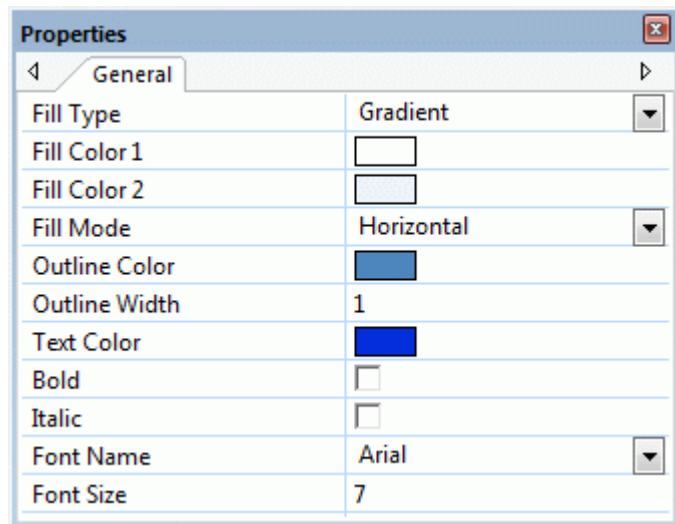 Properties
General
Fill Type Gradient
Fill Color 1
Fill Color 2
Fill Mode Horizontal
Outline Color
Outline Width 1
Text Color
Bold
Italic
Font Name Arial
Font Size 7